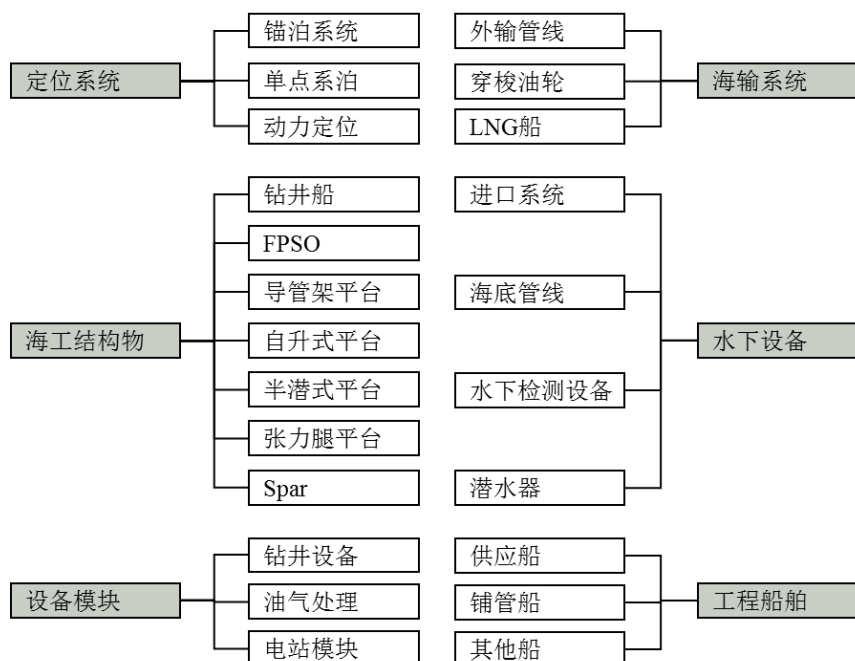 锚泊系统
外输管线
定位系统
单点系泊
穿梭油轮
海输系统
动力定位
LNG船
钻井船
进口系统
FPSO
导管架平台
海底管线
海工结构物
自升式平台
水下设备
半潜式平台
水下检测设备
张力腿平台
Spar
潜水器
钻井设备
供应船
设备模块
油气处理
铺管船
工程船舶
电站模块
其他船